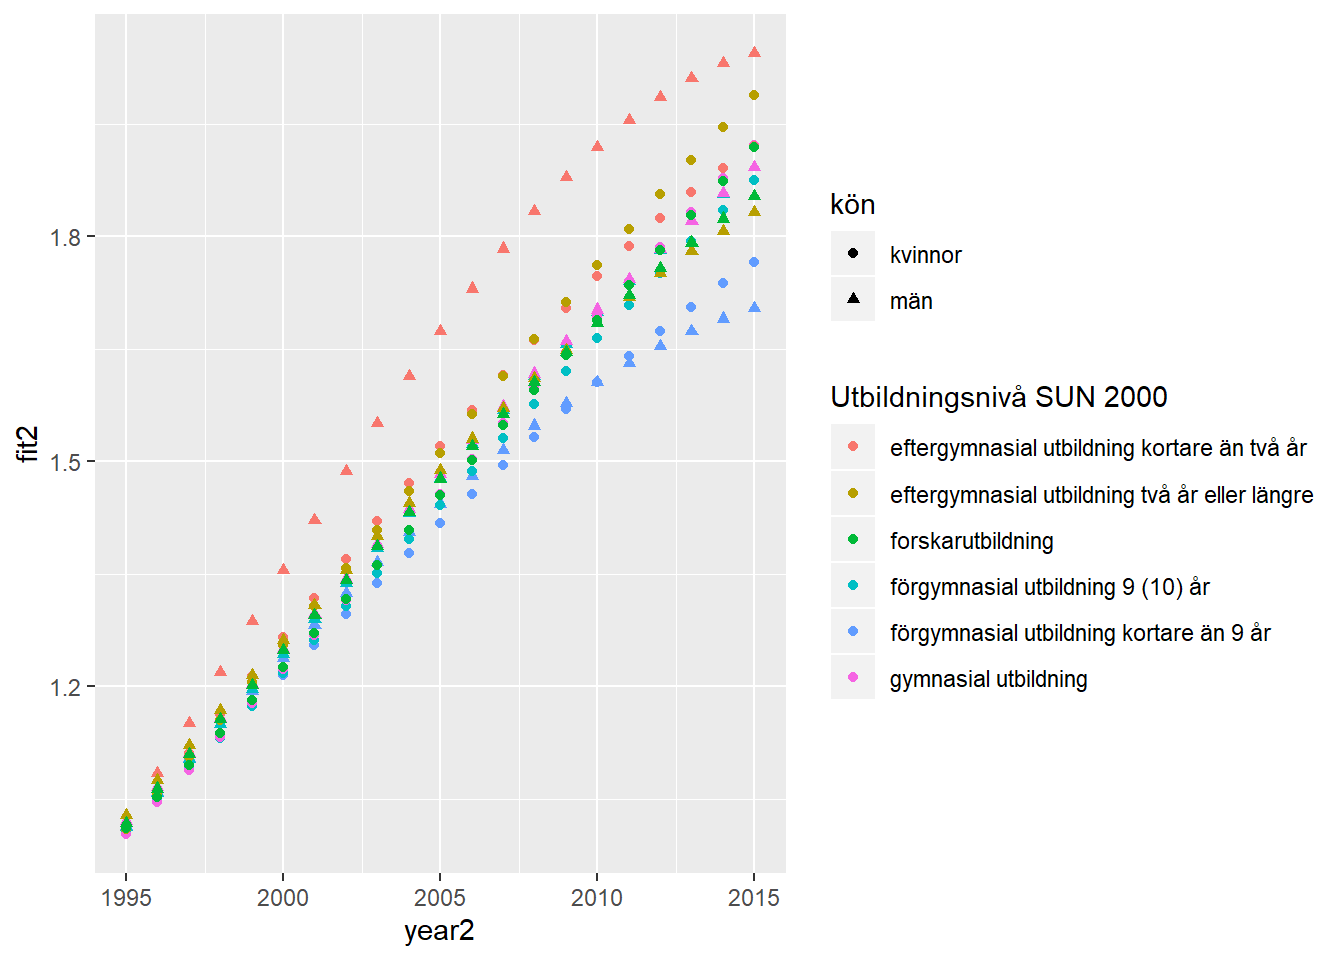 fit2
1.8
1.5
1.2
1995 2000 2005 2010 2015
year2
kön
kvinnor
män
Utbildningsnivå SUN 2000
eftergymnasial utbildning kortare än två år
eftergymnasial utbildning två år eller längre
forskarutbildning
förgymnasial utbildning 9 (10) år
förgymnasial utbildning kortare än 9 år
gymnasial utbildning